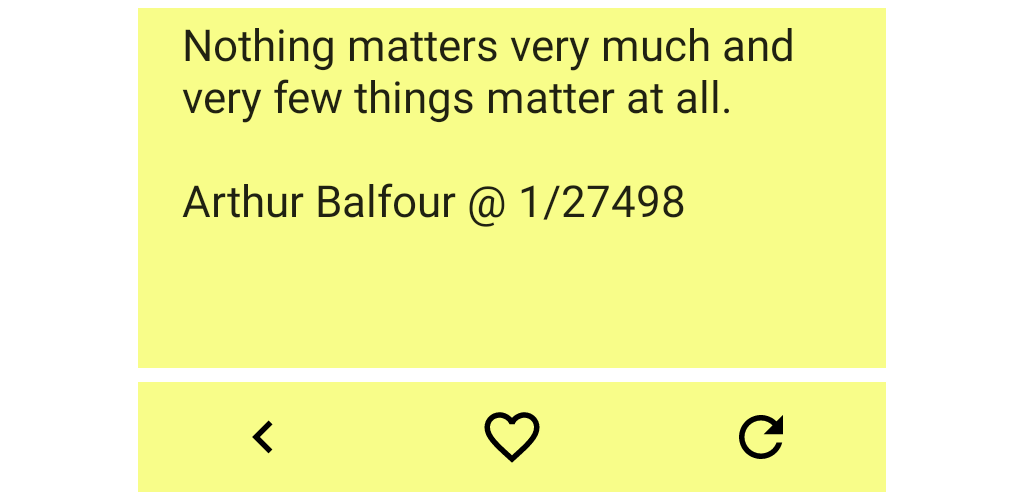 Nothing matters very much and
very few things matter at all.
Arthur Balfour @ 1/27498